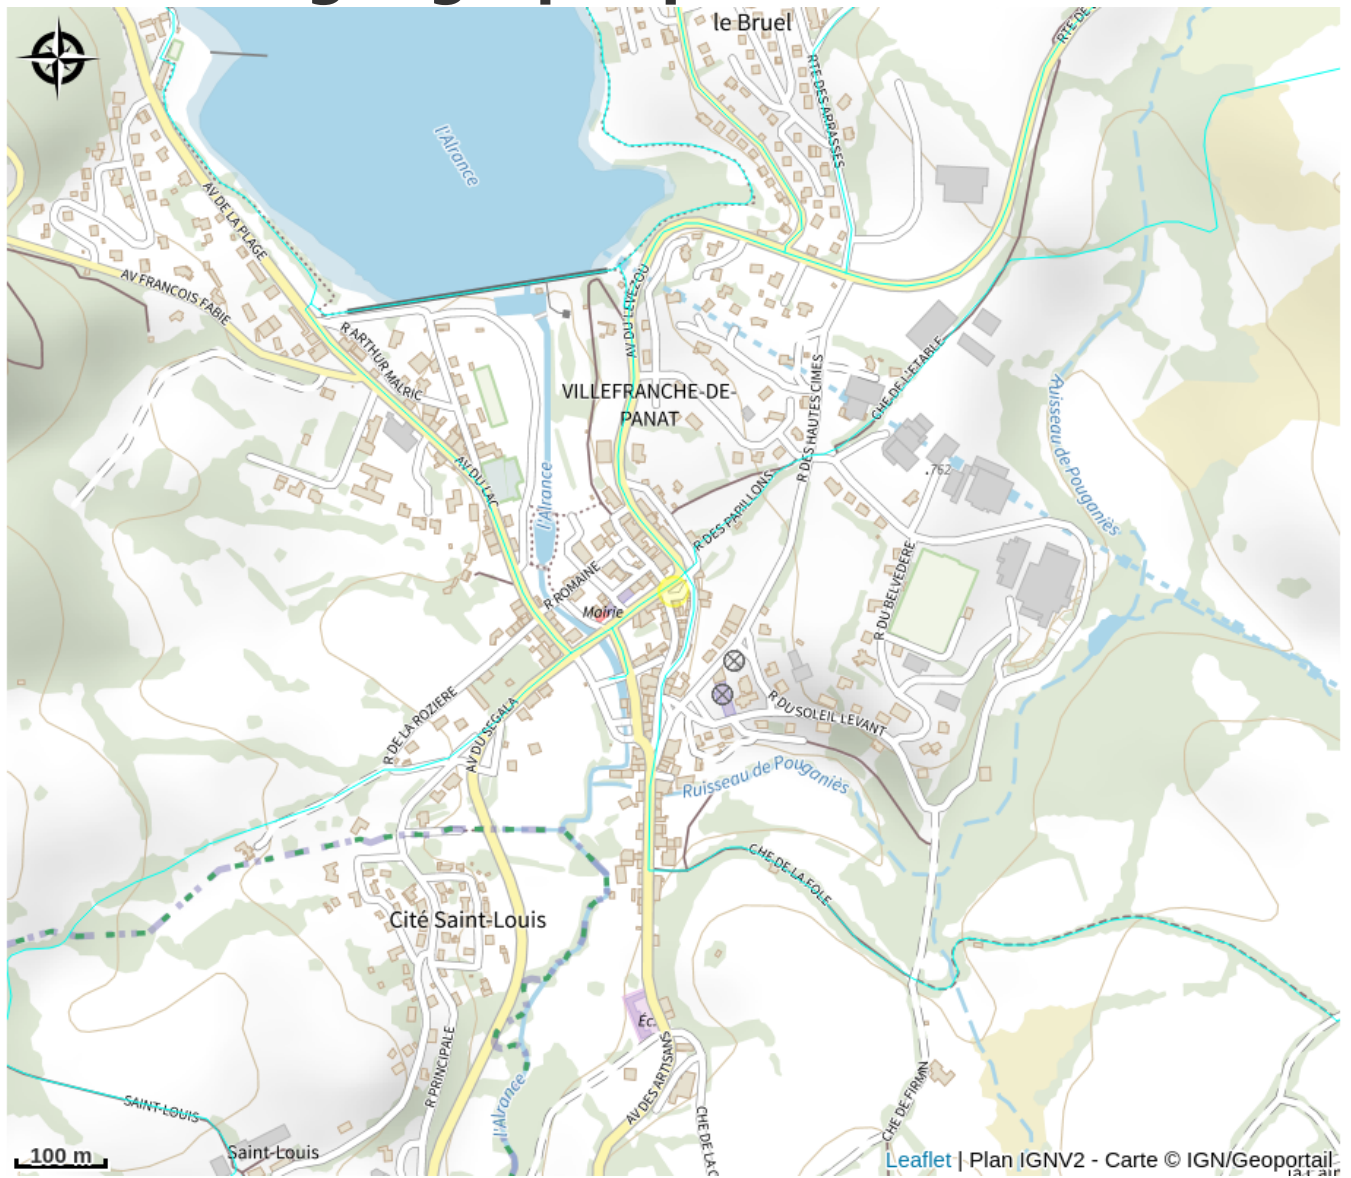 le Bruel
RTE DES ARRASSES
l'Alrance
AV DE LA PLAGE
AV FRANCOIS FABIE
R ARTHUR MALRIC
AV DU LEVEZOU
VILLEFRANCHE-DE-
PANAT
R DES HAUTES CIMES
CHE DE L'ETABLE
Ruisseau de Pouganiès
.762
AV DU LAC
l'Alrance
R DES PAPILLONS
R ROMAINE
Mairie
R DU BELVEDERE
R DE LA ROZIERE
AV DU SEGALA
R DU SOLEIL LEVANT
Ruisseau de Pouganiès
CHE DE LA FOLE
Cité Saint-Louis
Éc.
R PRINCIPALE
AV DES ARTISANS
CHE DE FIRMIN
l'Alrance
SAINT-LOUIS
Saint-Louis
100 m
Leaflet | Plan IGNV2 - Carte © IGN/Geoportail